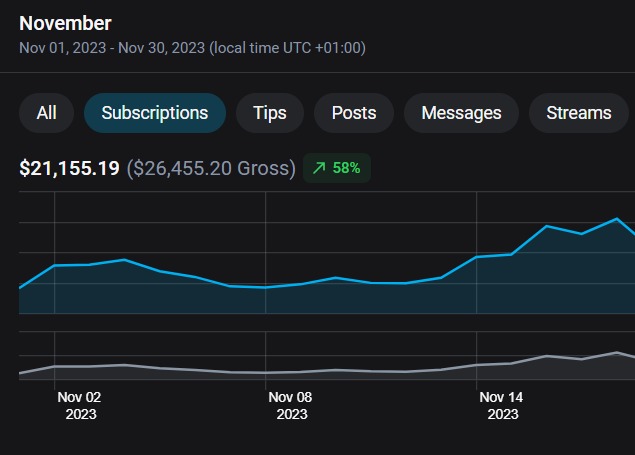 November
Nov 01, 2023 - Nov 30, 2023 (local time UTC +01:00)
All Subscriptions Tips Posts Messages Streams
$21,155.19 ($26,455.20 Gross) ↗ 58%
Nov 02 Nov 08 Nov 14
2023 2023 2023